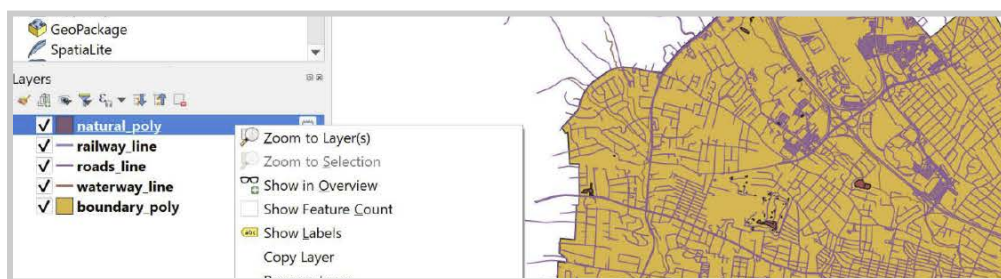 GeoPackage
SpatiaLite
Layers
natural_poly
railway_line
roads_line
waterway_line
boundary_poly
Zoom to Layer(s)
Zoom to Selection
Show in Overview
Show Feature Count
abc Show Labels
Copy Layer